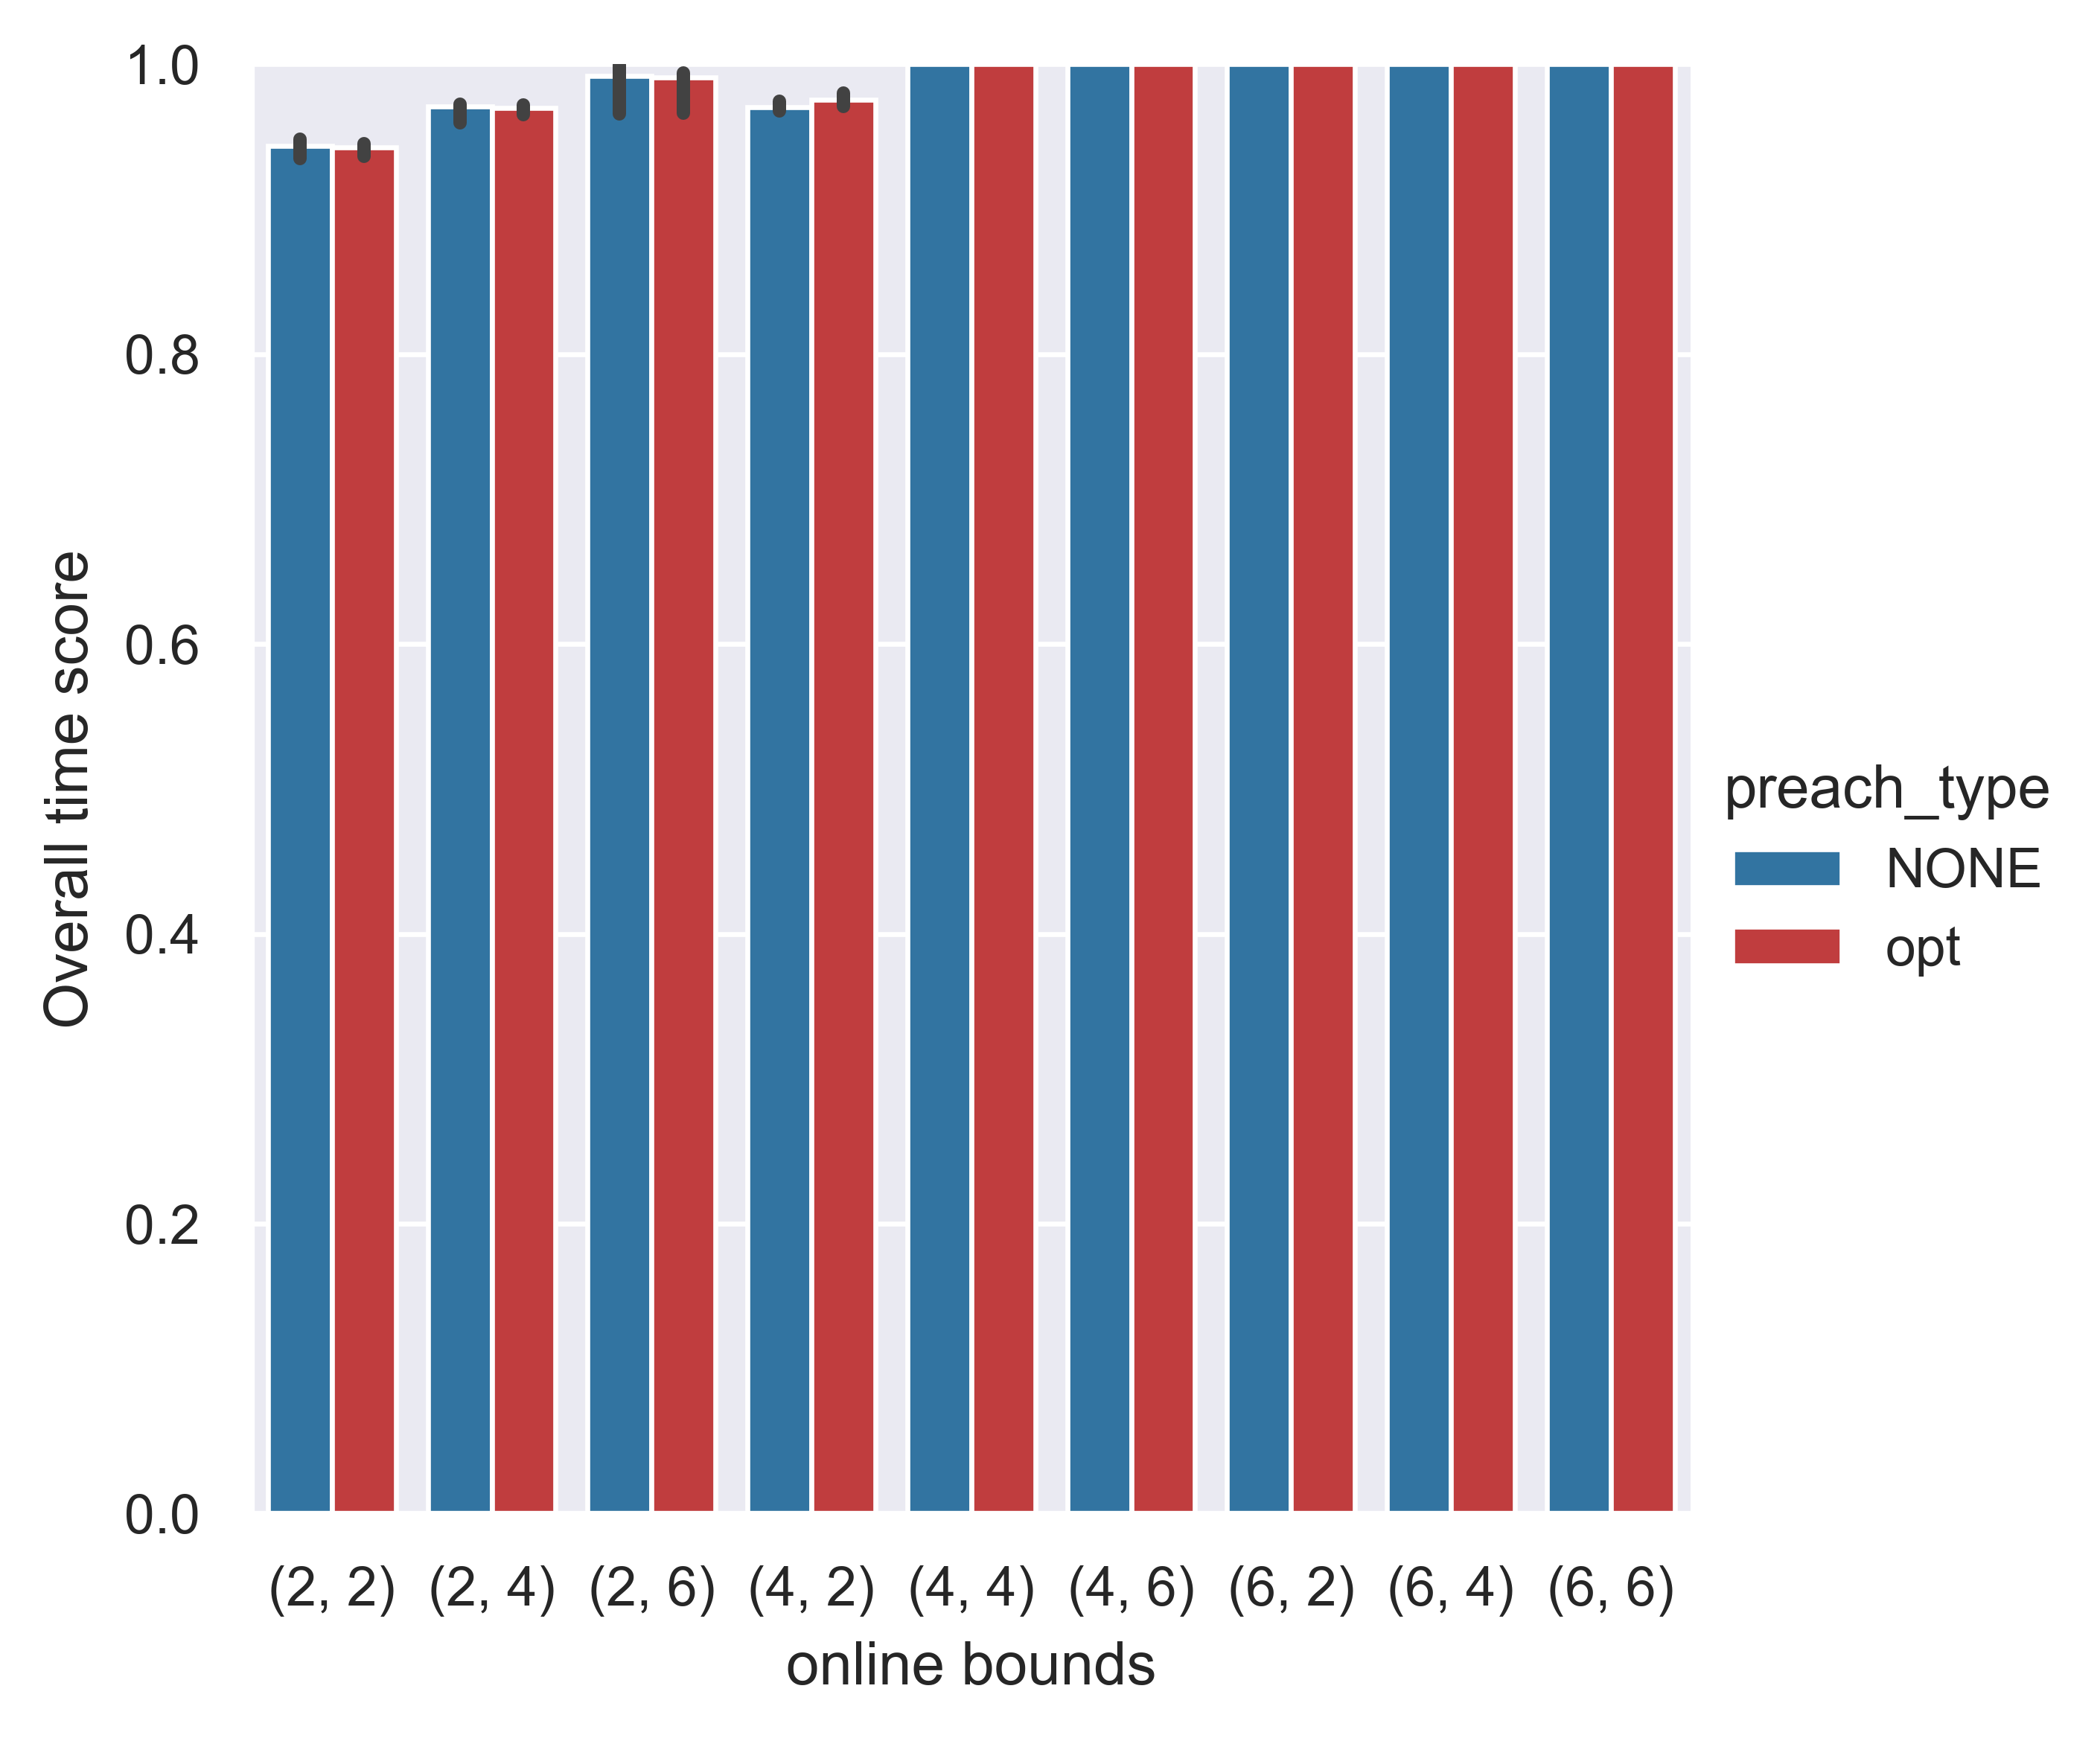 1.0
0.8
0.6
0.4
0.2
0.0
Overall time score
(2, 2) (2, 4) (2, 6) (4, 2) (4, 4) (4, 6) (6, 2) (6, 4) (6, 6)
online bounds
preach_type
NONE
opt